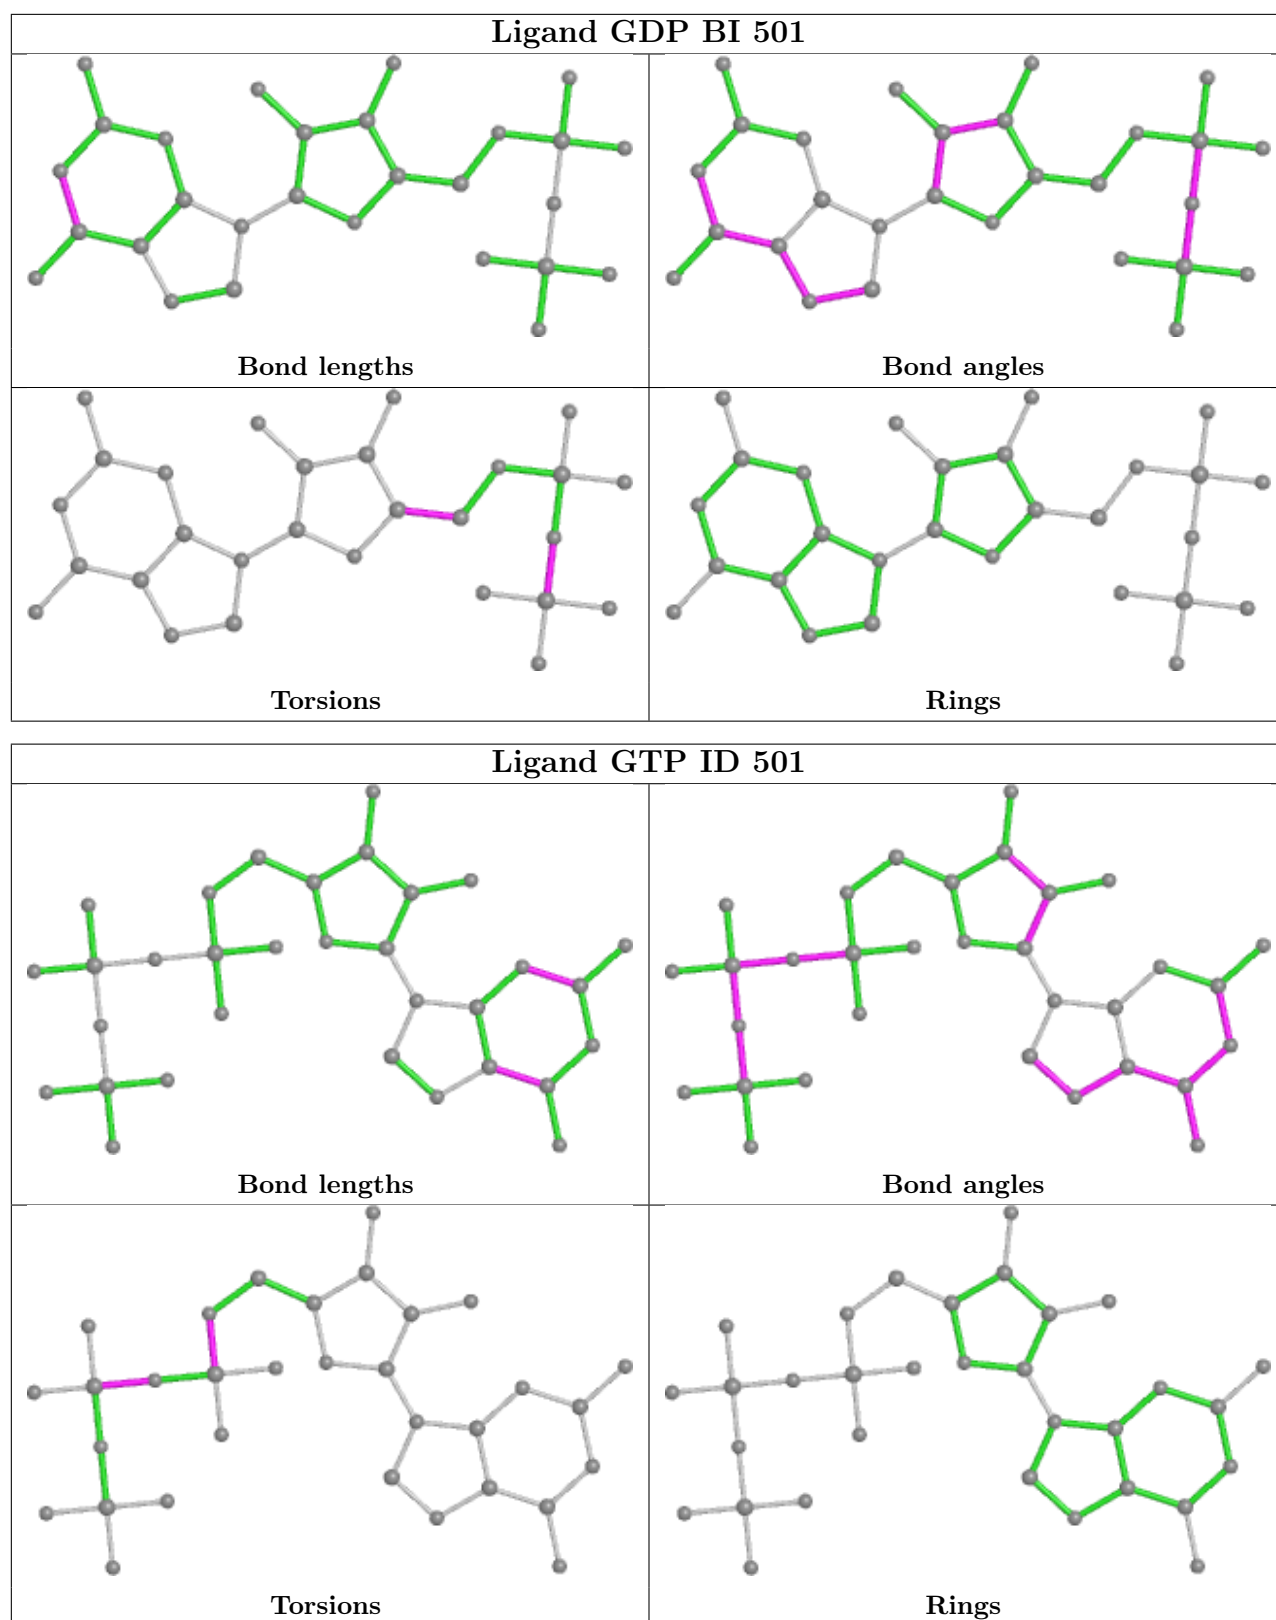 Ligand GDP BI 501
Bond lengths
Bond angles
Torsions
Rings
Ligand GTP ID 501
Bond lengths
Bond angles
Torsions
Rings